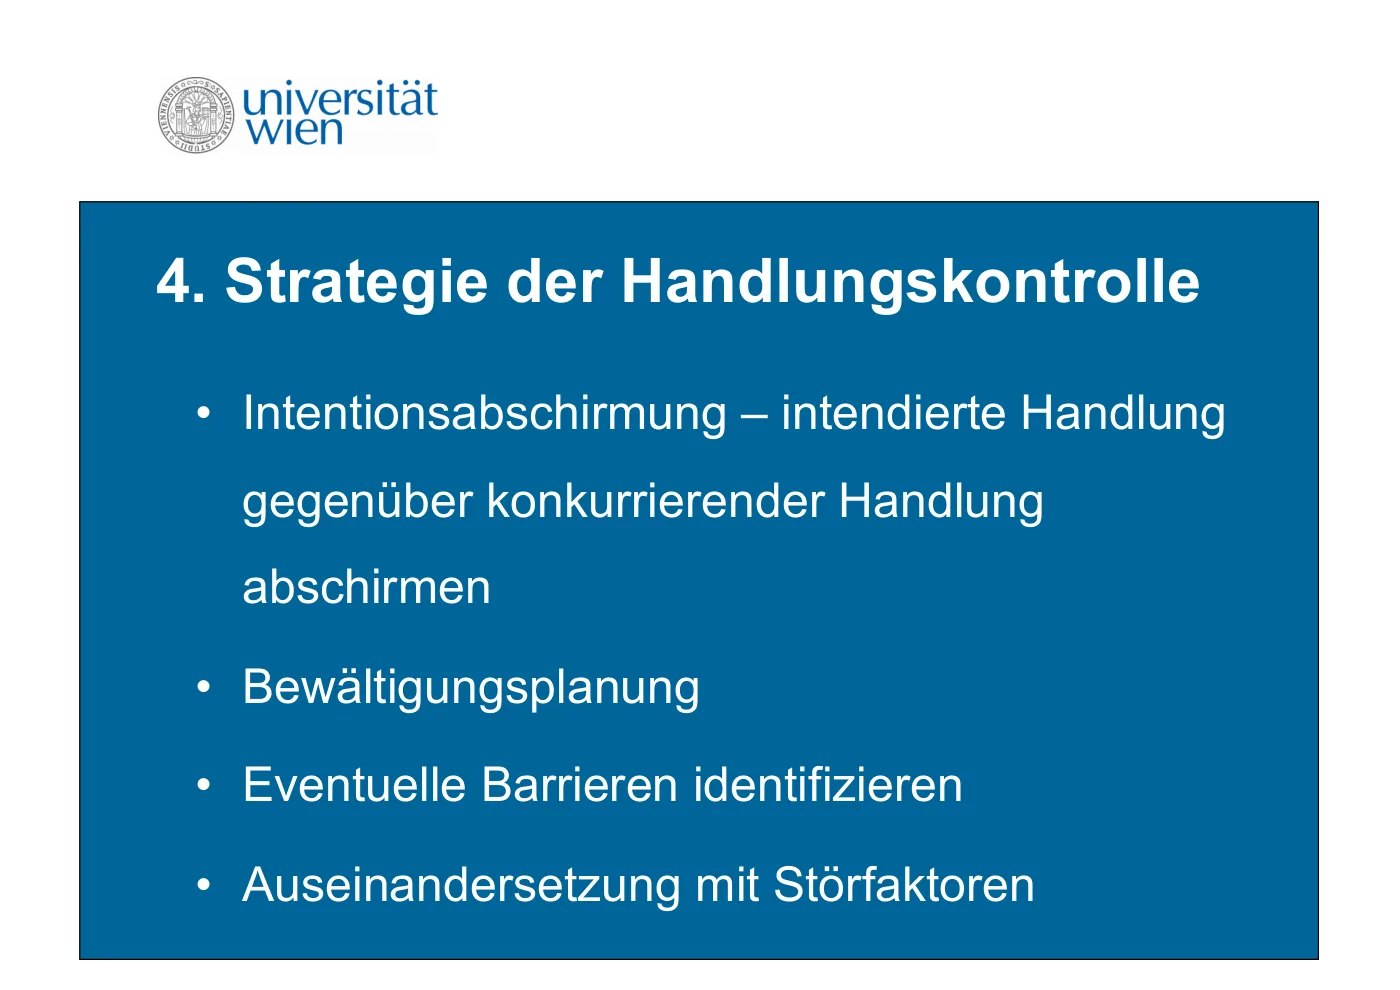 universität
wien
4. Strategie der Handlungskontrolle
• Intentionsabschirmung – intendierte Handlung
gegenüber konkurrierender Handlung
abschirmen
• Bewältigungsplanung
• Eventuelle Barrieren identifizieren
• Auseinandersetzung mit Störfaktoren